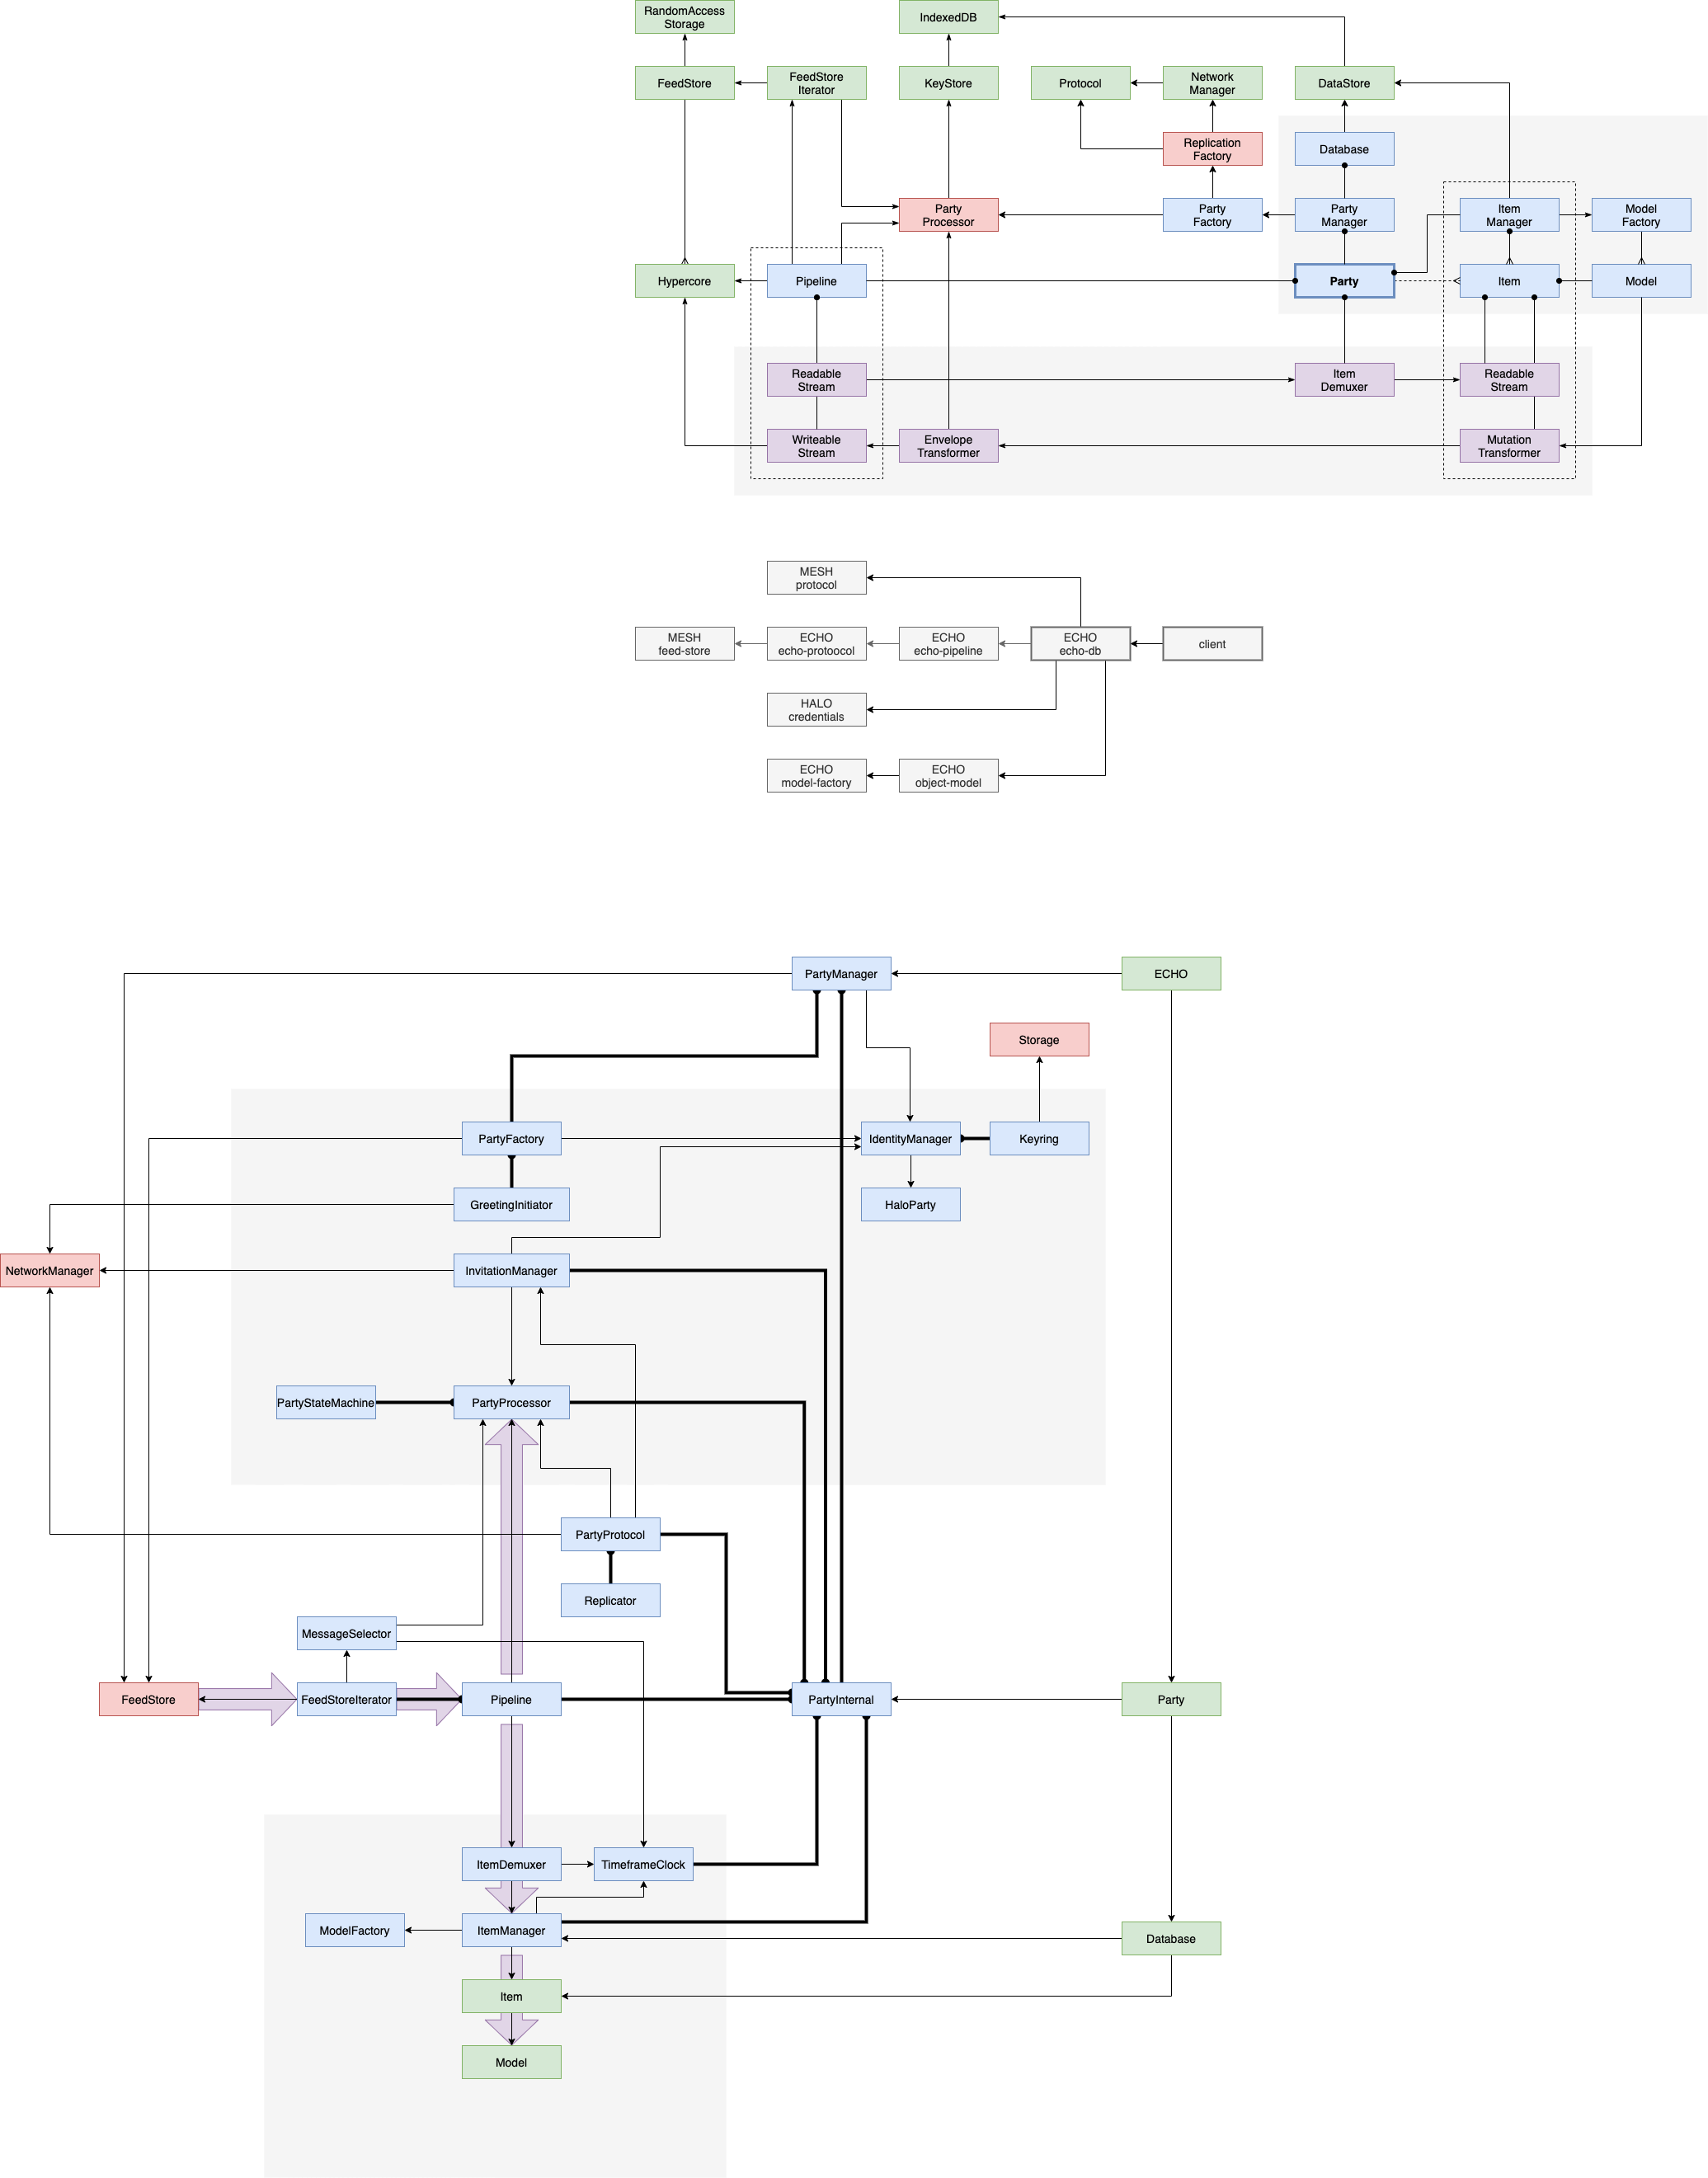 RandomAccess
Storage
IndexedDB
FeedStore
FeedStore
Iterator
KeyStore
Protocol
Network
Manager
DataStore
Replication
Factory
Database
Party
Processor
Party
Factory
Party
Manager
Item
Manager
Model
Factory
Hypercore
Pipeline
Party
Item
Model
Readable
Stream
Item
Demuxer
Readable
Stream
Writeable
Stream
Envelope
Transformer
Mutation
Transformer
MESH
protocol
MESH
feed-store
ECHO
echo-protoocol
ECHO
echo-pipeline
ECHO
echo-db
client
HALO
credentials
ECHO
model-factory
ECHO
object-model
PartyManager
ECHO
Storage
PartyFactory
IdentityManager
Keyring
GreetingInitiator
HaloParty
NetworkManager
InvitationManager
PartyStateMachine
PartyProcessor
PartyProtocol
Replicator
MessageSelector
FeedStore
FeedStoreIterator
Pipeline
PartyInternal
Party
ItemDemuxer
TimeframeClock
ModelFactory
ItemManager
Database
Item
Model